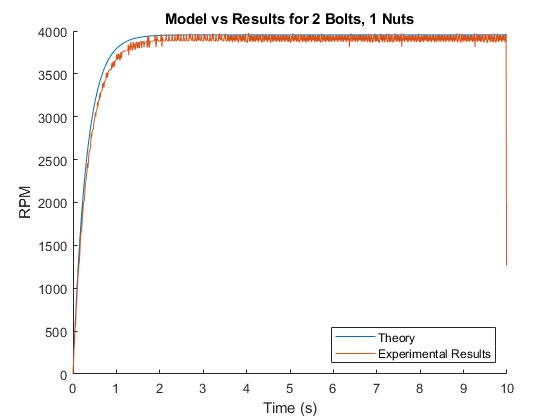 Model vs Results for 2 Bolts, 1 Nuts
4000
3500
3000
2500
2000
1500
1000
500
0
RPM
0 1 2 3 4 5 6 7 8 9 10
Time (s)
Theory
Experimental Results